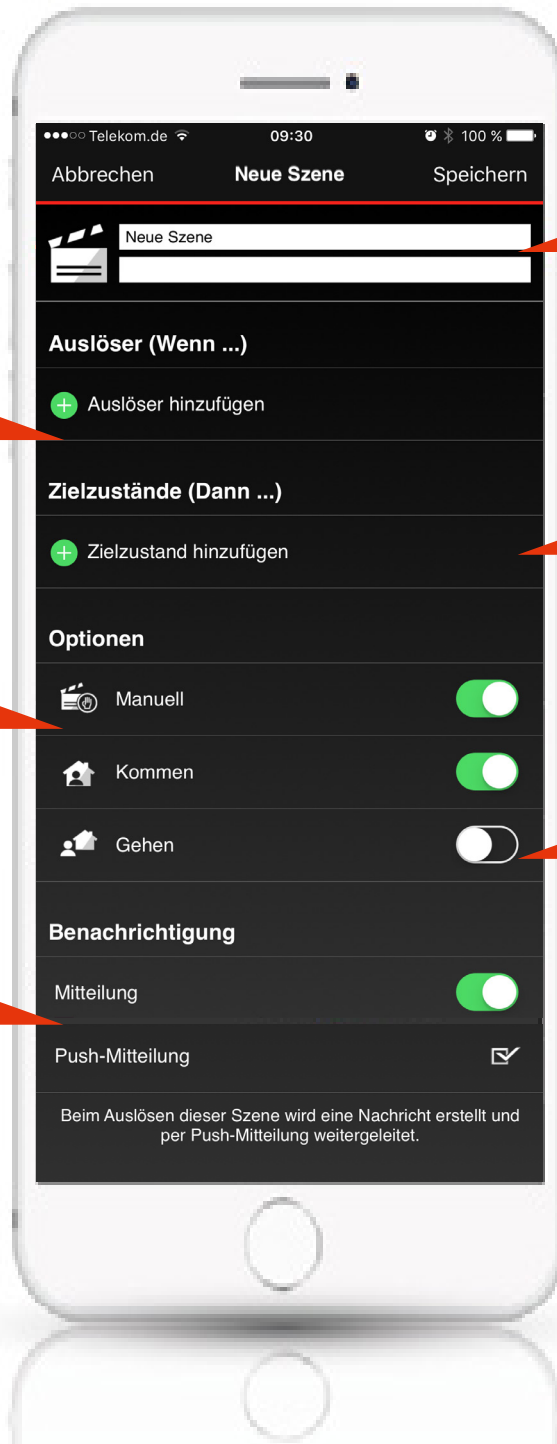 Telekom.de 09:30 100 %
Abbrechen Neue Szene Speichern
Neue Szene
Auslöser (Wenn ...)
Auslöser hinzufügen
Zielzustände (Dann ...)
Zielzustand hinzufügen
Optionen
Manuell
Kommen
Gehen
Benachrichtigung
Mitteilung
Push-Mitteilung
Beim Auslösen dieser Szene wird eine Nachricht erstellt und
per Push-Mitteilung weitergeleitet.